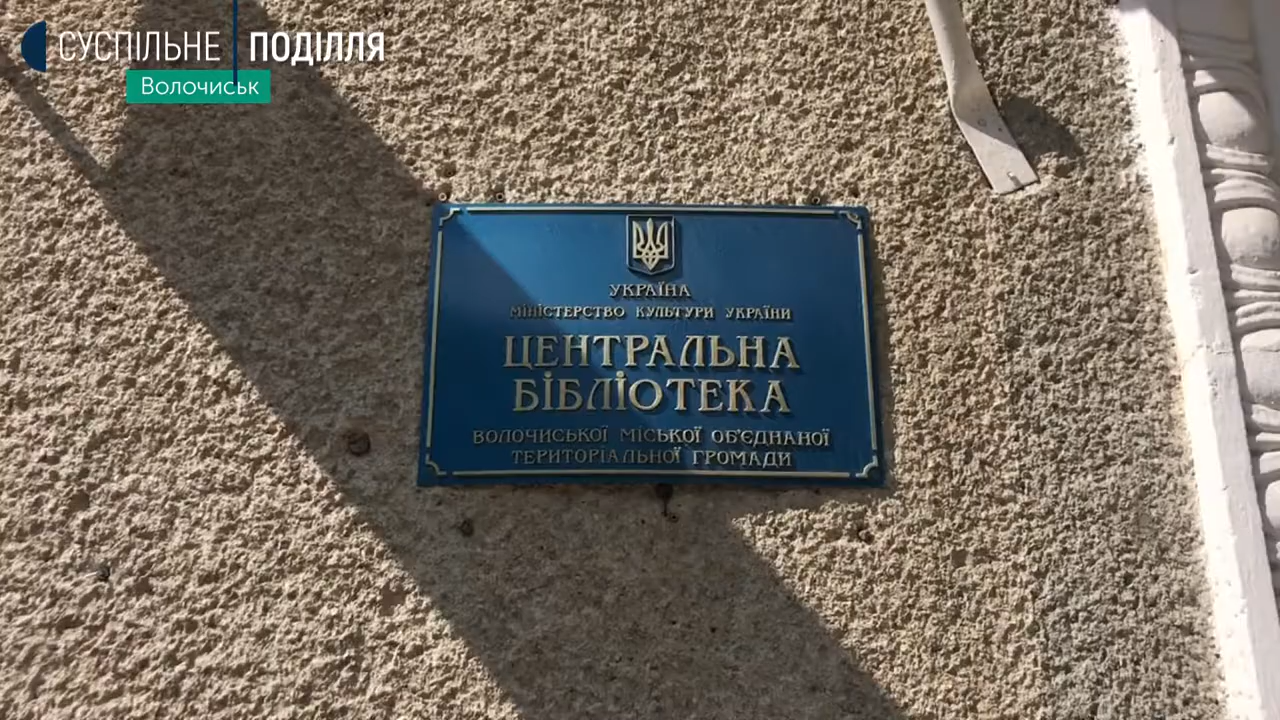 СУСПІЛЬНЕ ПОДІЛЛЯ
Волочиськ
УКРАЇНА
МІНІСТЕРСТВО КУЛЬТУРИ УКРАЇНИ
ЦЕНТРАЛЬНА
БІБЛІОТЕКА
ВОЛОЧИСЬКОЇ МІСЬКОЇ ОБ'ЄДНАНОЇ
ТЕРИТОРІАЛЬНОЇ ГРОМАДИ